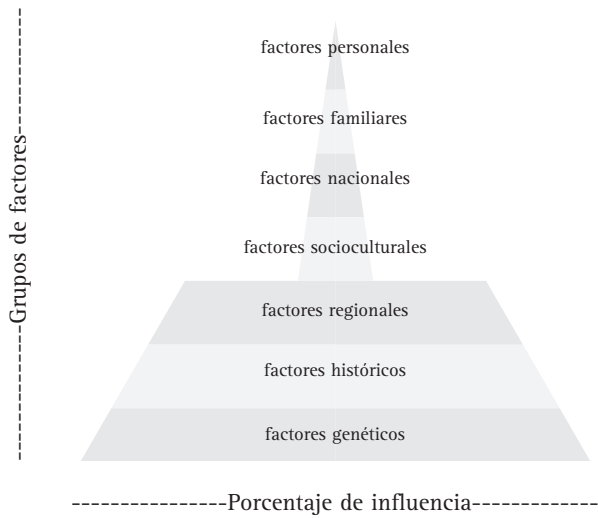 factores personales
factores familiares
factores nacionales
factores socioculturales
factores regionales
factores históricos
factores genéticos
Grupos de factores
Porcentaje de influencia